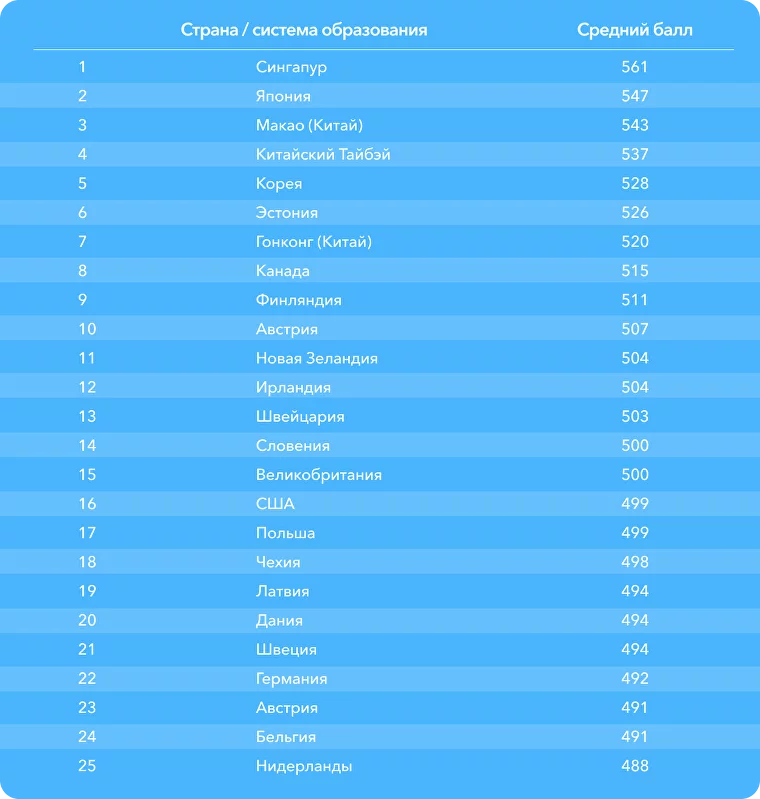 Страна / система образования Средний балл
1 Сингапур 561
2 Япония 547
3 Макао (Китай) 543
4 Китайский Тайбэй 537
5 Корея 528
6 Эстония 526
7 Гонконг (Китай) 520
8 Канада 515
9 Финляндия 511
10 Австрия 507
11 Новая Зеландия 504
12 Ирландия 504
13 Швейцария 503
14 Словения 500
15 Великобритания 500
16 США 499
17 Польша 499
18 Чехия 498
19 Латвия 494
20 Дания 494
21 Швеция 494
22 Германия 492
23 Австрия 491
24 Бельгия 491
25 Нидерланды 488